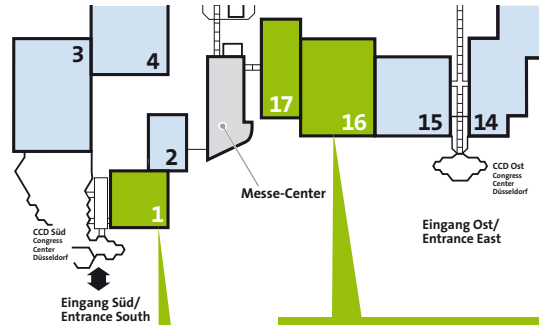 3
4
17
16
15
14
2
1
Messe-Center
CCD Ost
Congress
Center
Düsseldorf
Eingang Ost/
Entrance East
CCD Süd
Congress
Center
Düsseldorf
Eingang Süd/
Entrance South